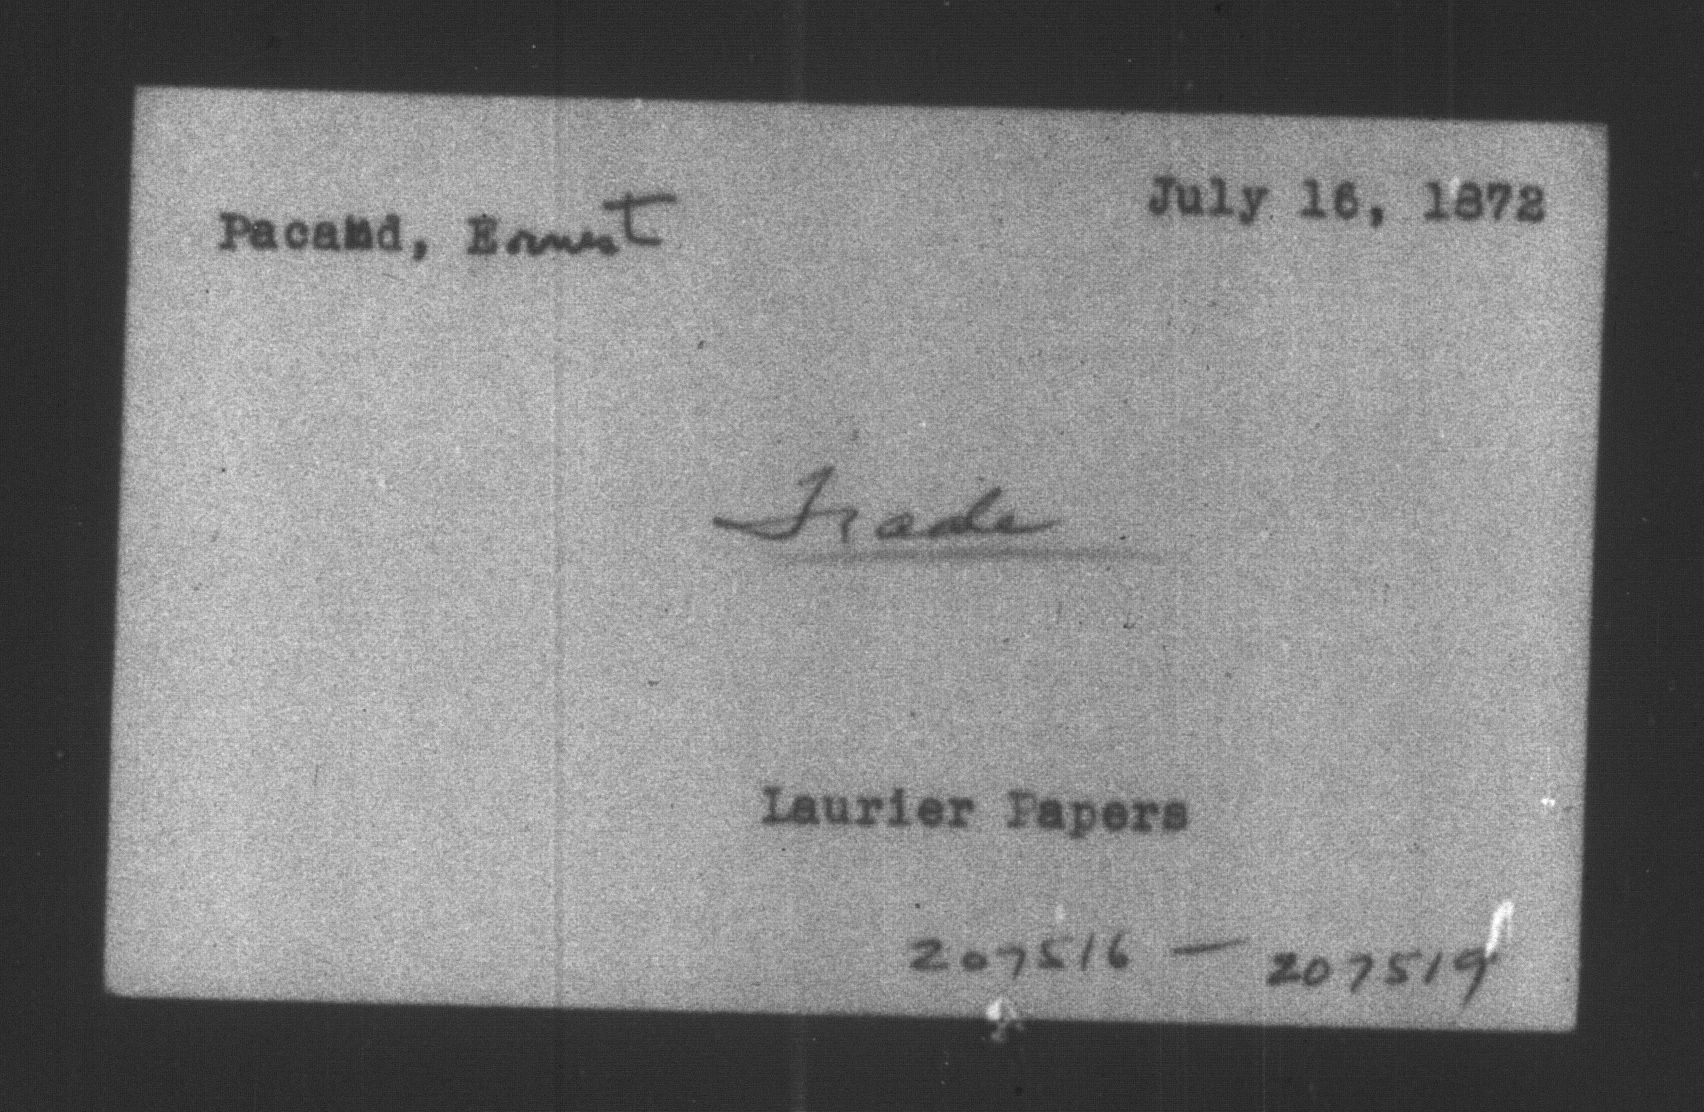 Pacaud, Ernest
July 16, 1872
Trade
Laurier Papers
207516 — 207519